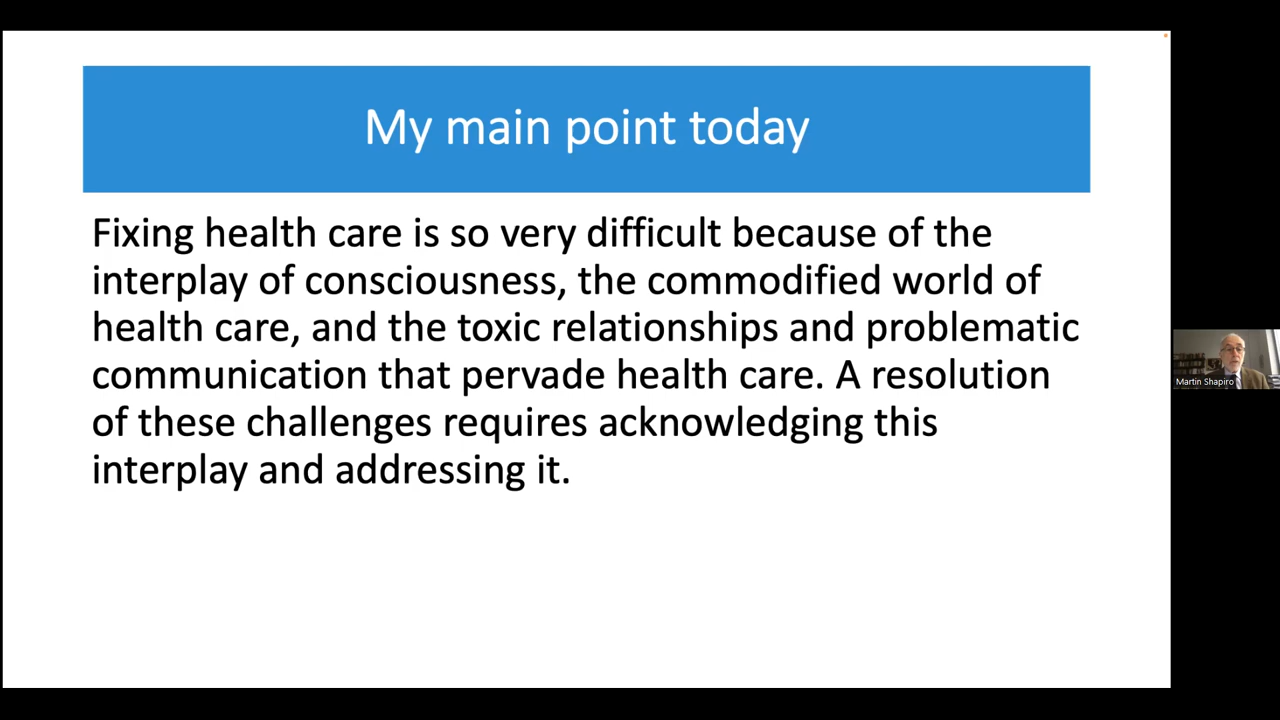 My main point today
Fixing health care is so very difficult because of the
interplay of consciousness, the commodified world of
health care, and the toxic relationships and problematic
communication that pervade health care. A resolution
of these challenges requires acknowledging this
interplay and addressing it.
Martin Shapiro